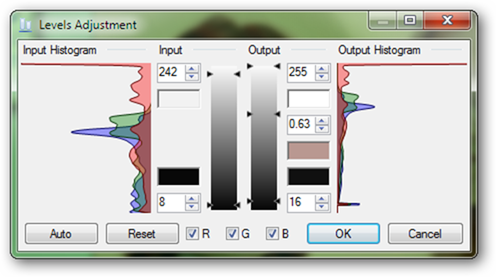 Levels Adjustment
Input Histogram Input Output Output Histogram
242 255
0.63
8 16
Auto Reset R G B OK Cancel